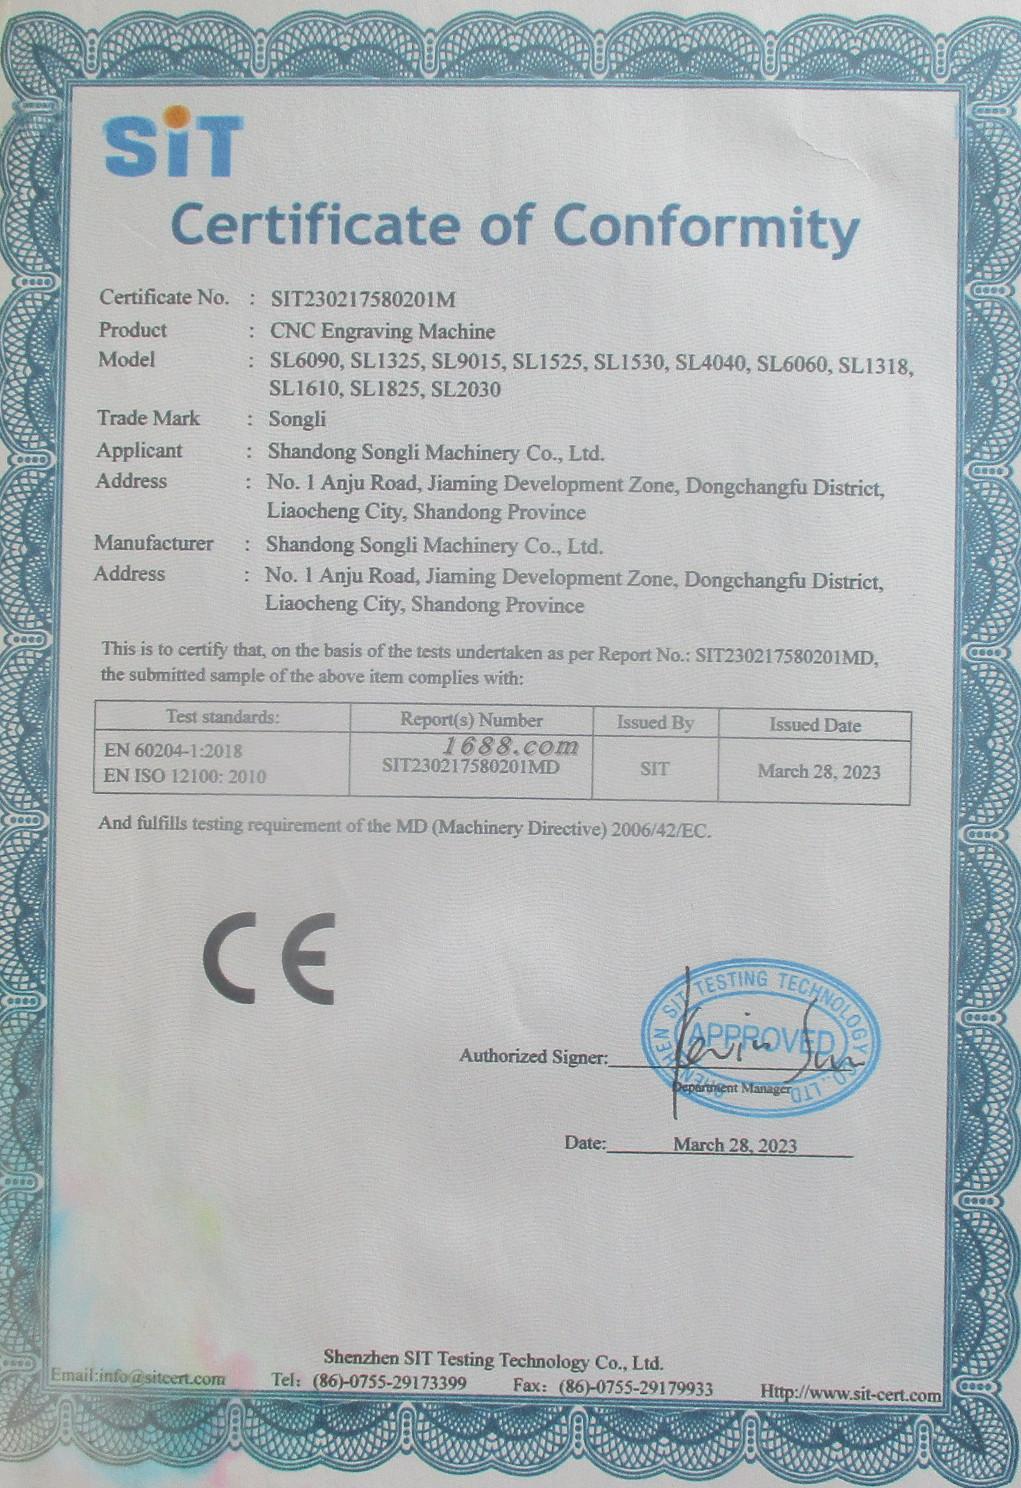 SiT
Certificate of Conformity
Certificate No. : SIT230217580201M
Product : CNC Engraving Machine
Model : SL6090, SL1325, SL9015, SL1525, SL1530, SL4040, SL6060, SL1318,
SL1610, SL1825, SL2030
Trade Mark : Songli
Applicant : Shandong Songli Machinery Co., Ltd.
Address : No. 1 Anju Road, Jiaming Development Zone, Dongchangfu District,
Liaocheng City, Shandong Province
Manufacturer : Shandong Songli Machinery Co., Ltd.
Address : No. 1 Anju Road, Jiaming Development Zone, Dongchangfu District,
Liaocheng City, Shandong Province
This is to certify that, on the basis of the tests undertaken as per Report No.: SIT230217580201MD,
the submitted sample of the above item complies with:
Test standards: Report(s) Number Issued By Issued Date
1688.com
EN 60204-1:2018
EN ISO 12100: 2010 SIT230217580201MD SIT March 28, 2023
And fulfills testing requirement of the MD (Machinery Directive) 2006/42/EC.
CE
SHENZHEN SIT TESTING TECHNOLOGY CO.,LTD
APPROVED
Authorized Signer: Kevin Sun
Department Manager
Date: March 28, 2023
Shenzhen SIT Testing Technology Co., Ltd.
Email:info@sitcert.com Tel: (86)-0755-29173399 Fax: (86)-0755-29179933 Http://www.sit-cert.com